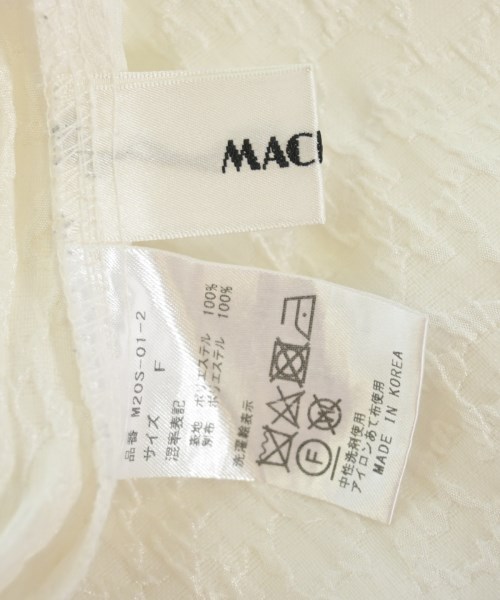 MAC
品番 M20S-01-2
サイズ F
混率表記
表地 ポリエステル 100%
別布 ポリエステル 100%
洗濯絵表示
F W
中性洗剤使用
アイロンあて布使用
MADE IN KOREA